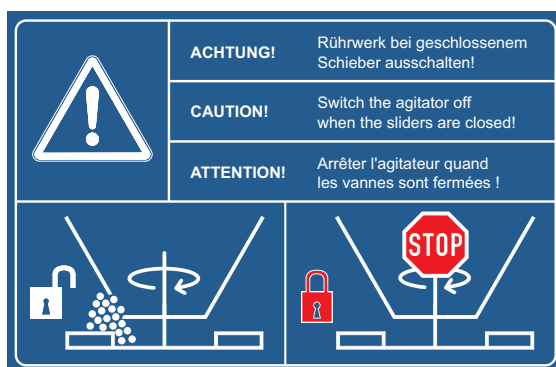 ACHTUNG!
Rührwerk bei geschlossenem
Schieber ausschalten!
CAUTION!
Switch the agitator off
when the sliders are closed!
ATTENTION!
Arrêter l'agitateur quand
les vannes sont fermées !
STOP